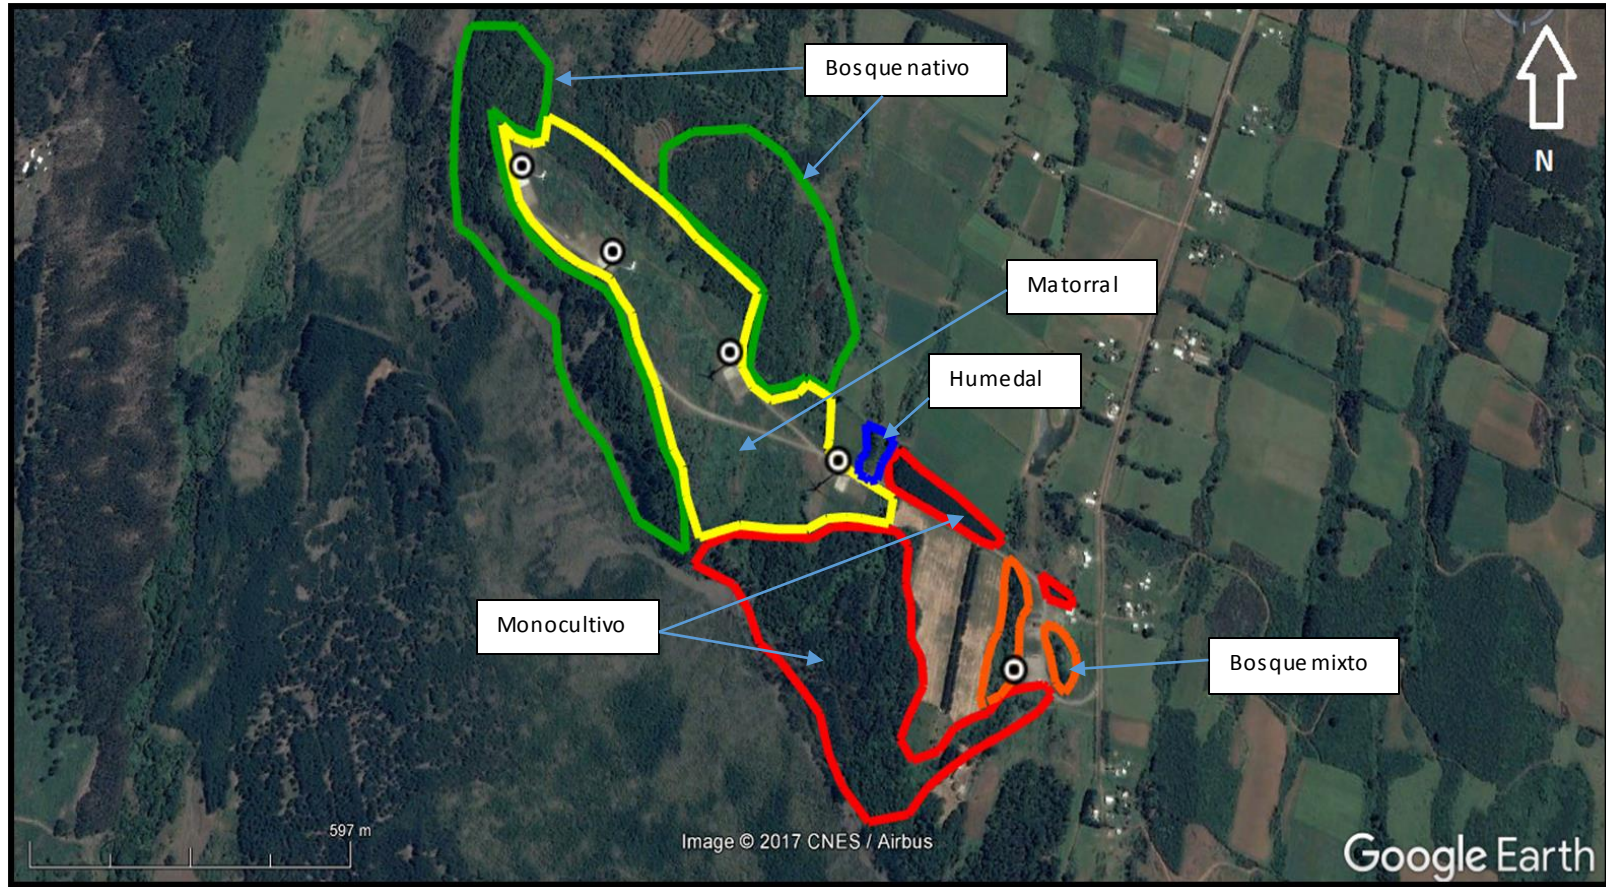 Bosque nativo
N
Matorral
Humedal
Monocultivo
Bosque mixto
597 m
Image © 2017 CNES / Airbus
Google Earth